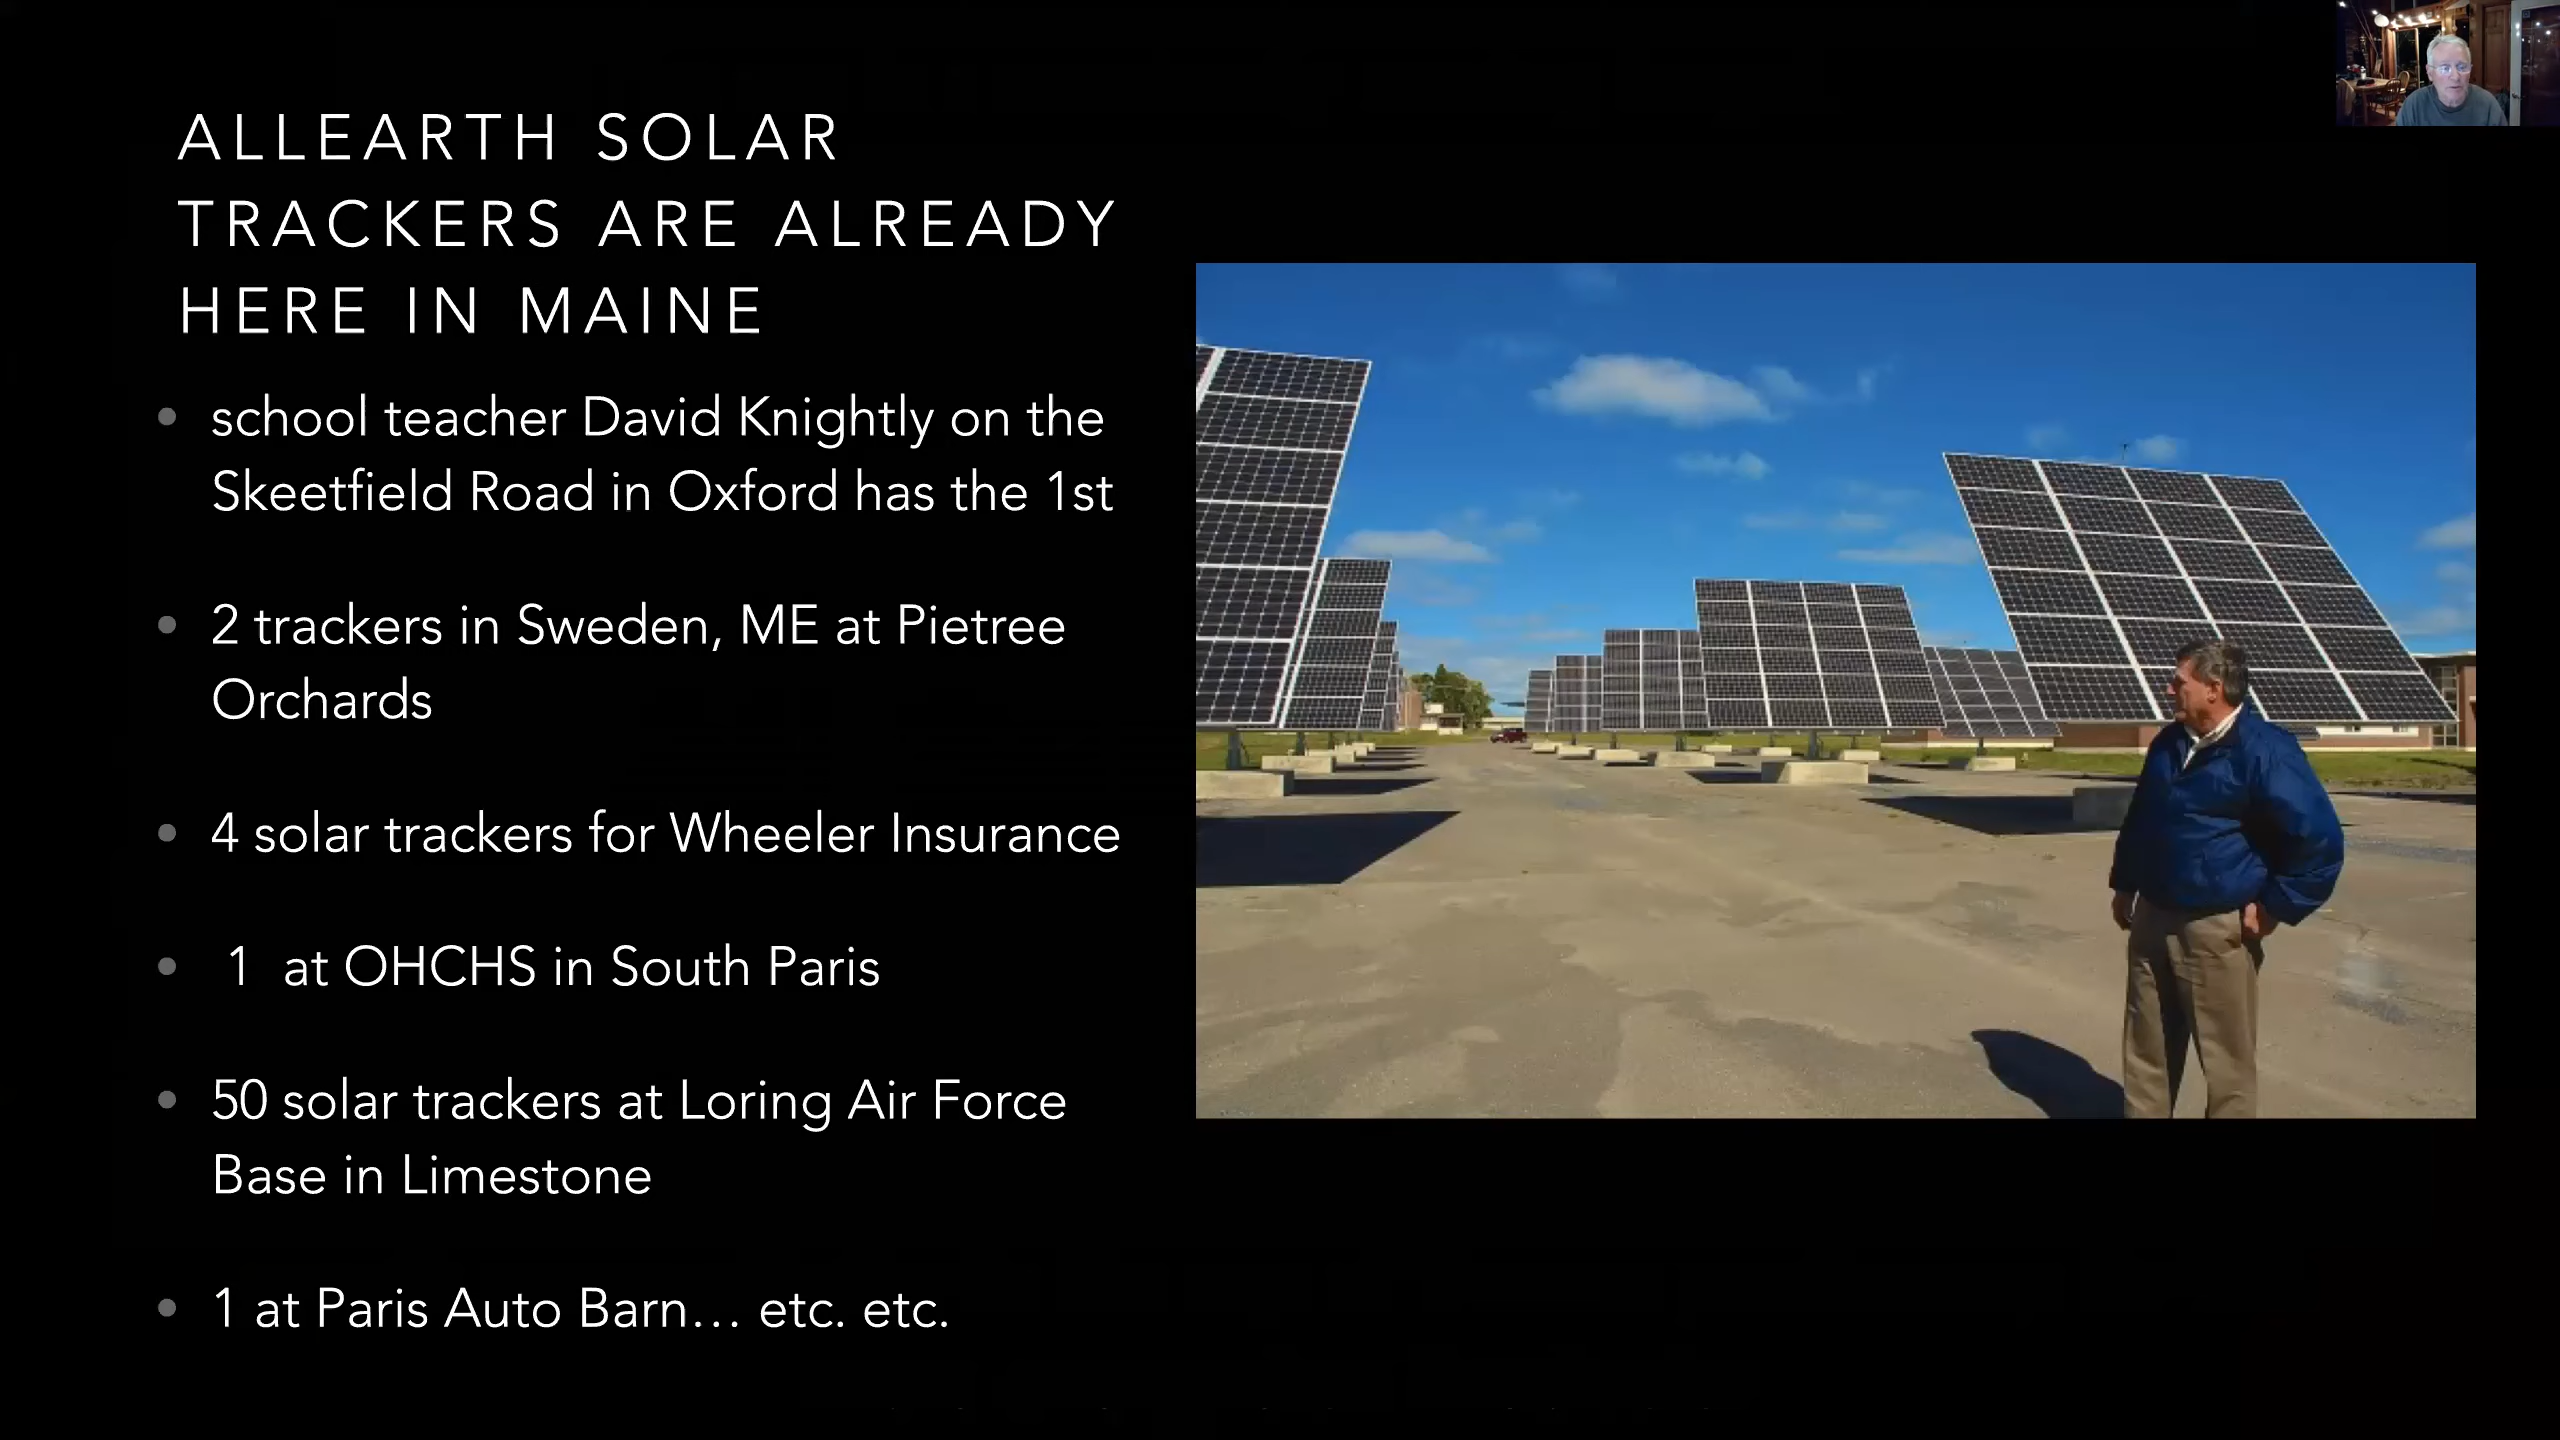 ALLEARTH SOLAR
TRACKERS ARE ALREADY
HERE IN MAINE
• school teacher David Knightly on the
Skeetfield Road in Oxford has the 1st
• 2 trackers in Sweden, ME at Pietree
Orchards
• 4 solar trackers for Wheeler Insurance
• 1 at OHCHS in South Paris
• 50 solar trackers at Loring Air Force
Base in Limestone
• 1 at Paris Auto Barn… etc. etc.